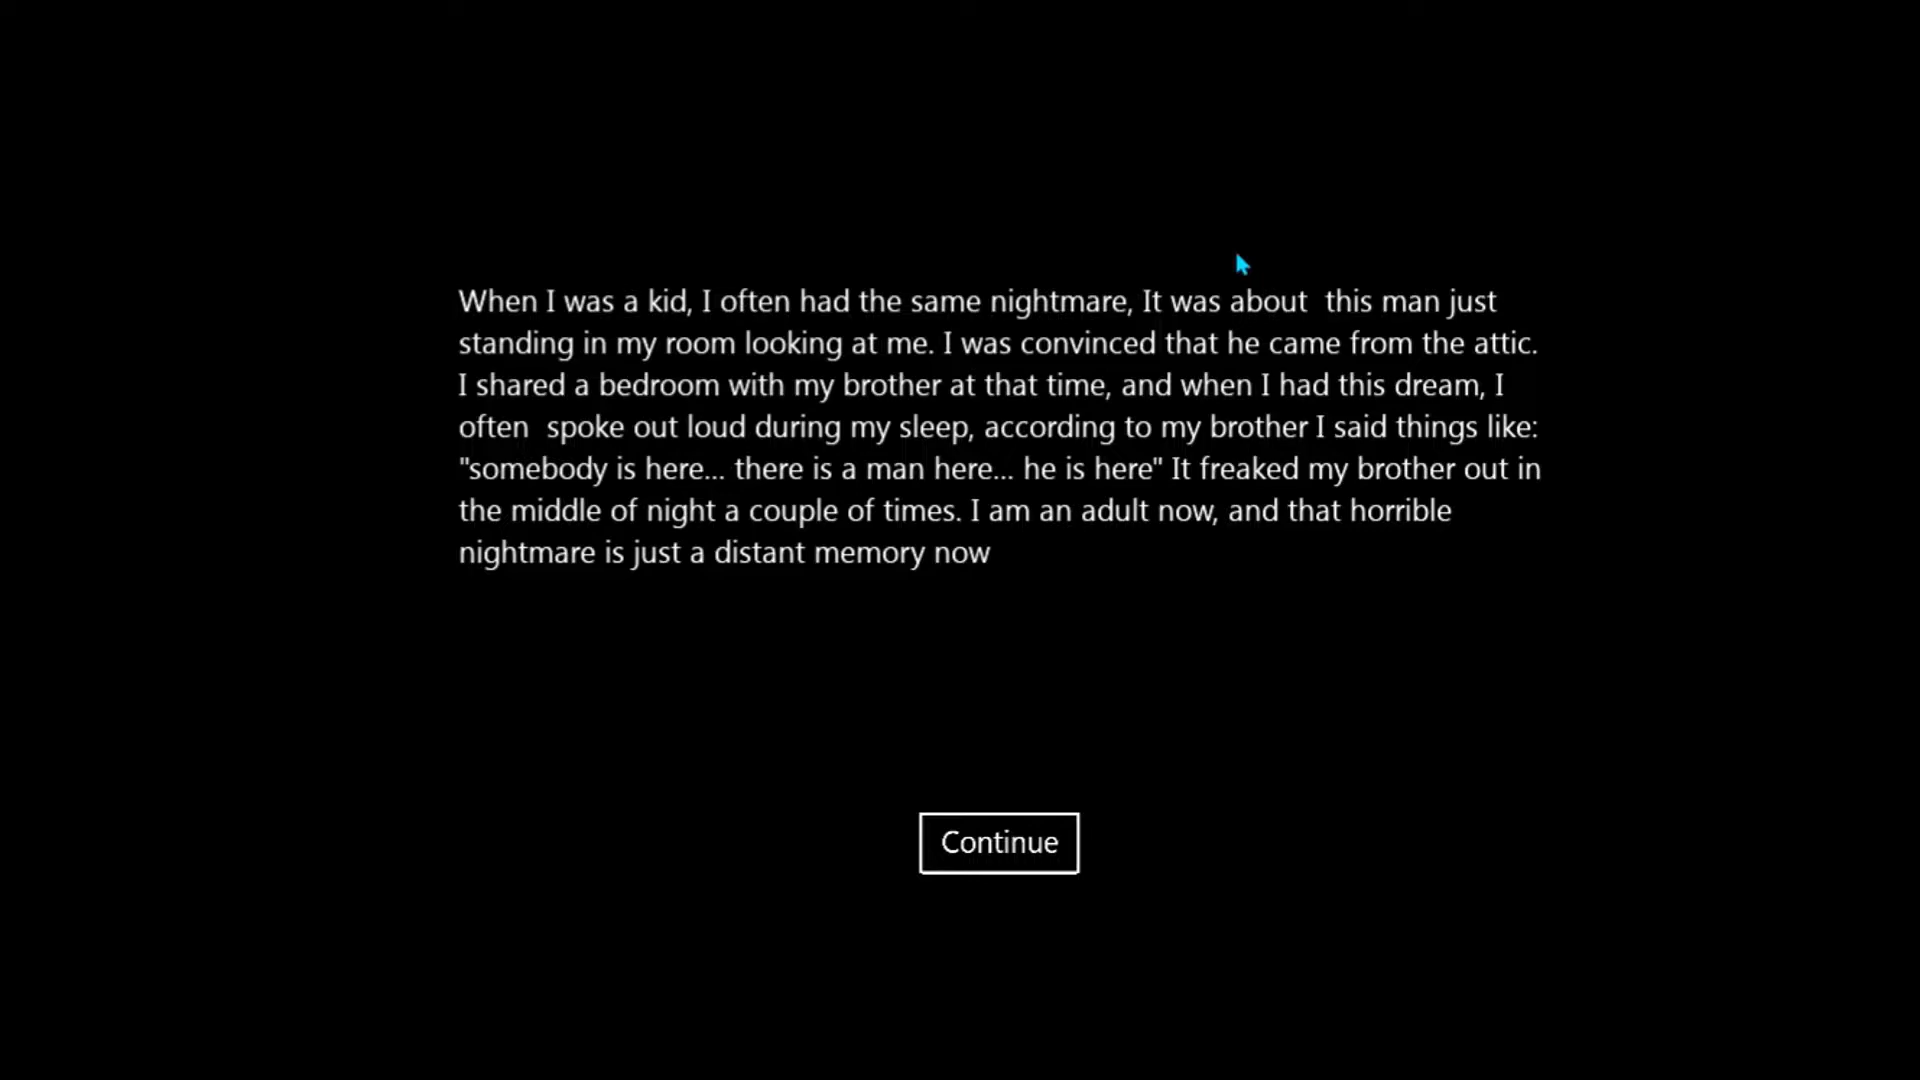 When I was a kid, I often had the same nightmare, It was about  this man just
standing in my room looking at me. I was convinced that he came from the attic.
I shared a bedroom with my brother at that time, and when I had this dream, I
often  spoke out loud during my sleep, according to my brother I said things like:
"somebody is here... there is a man here... he is here" It freaked my brother out in
the middle of night a couple of times. I am an adult now, and that horrible
nightmare is just a distant memory now
Continue